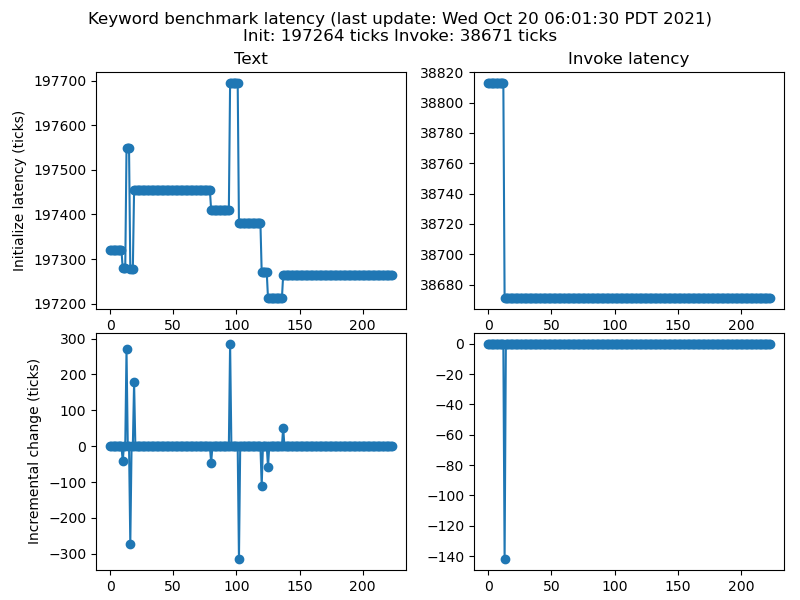 Keyword benchmark latency (last update: Wed Oct 20 06:01:30 PDT 2021)
Init: 197264 ticks Invoke: 38671 ticks
Text
Initialize latency (ticks)
197700
197600
197500
197400
197300
197200
0 50 100 150 200
Invoke latency
38820
38800
38780
38760
38740
38720
38700
38680
0 50 100 150 200
Incremental change (ticks)
300
200
100
0
−100
−200
−300
0 50 100 150 200
0
−20
−40
−60
−80
−100
−120
−140
0 50 100 150 200